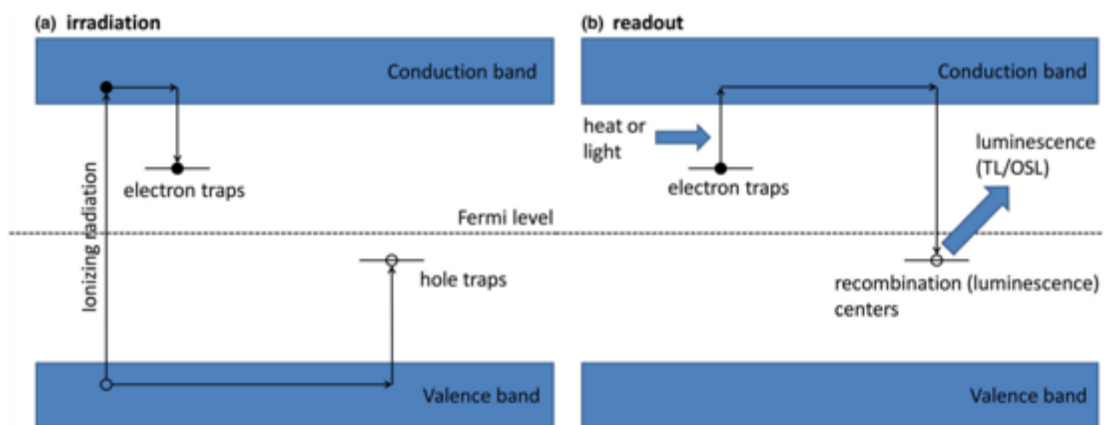 (a) irradiation
Conduction band
Ionizing radiation
electron traps
Fermi level
hole traps
Valence band
(b) readout
Conduction band
heat or
light
electron traps
luminescence
(TL/OSL)
recombination (luminescence)
centers
Valence band